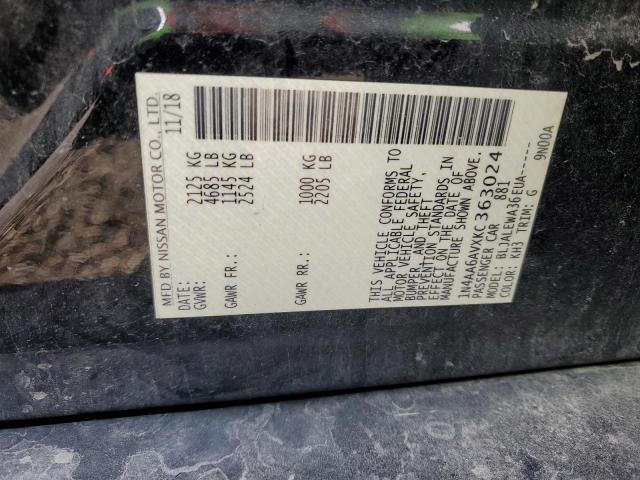 MFD BY NISSAN MOTOR CO., LTD.
DATE: 11/18
GVWR: 2125 KG
4685 LB
GAWR FR.: 1145 KG
2524 LB
GAWR RR.: 1000 KG
2205 LB
THIS VEHICLE CONFORMS TO
ALL APPLICABLE FEDERAL
MOTOR VEHICLE SAFETY,
BUMPER, AND THEFT
PREVENTION STANDARDS IN
EFFECT ON THE DATE OF
MANUFACTURE SHOWN ABOVE.
1N4AA6AVXKC363024
PASSENGER CAR 881
MODEL: BLJALEWA36EUA-----
COLOR: KH3 TRIM: G 9N00A